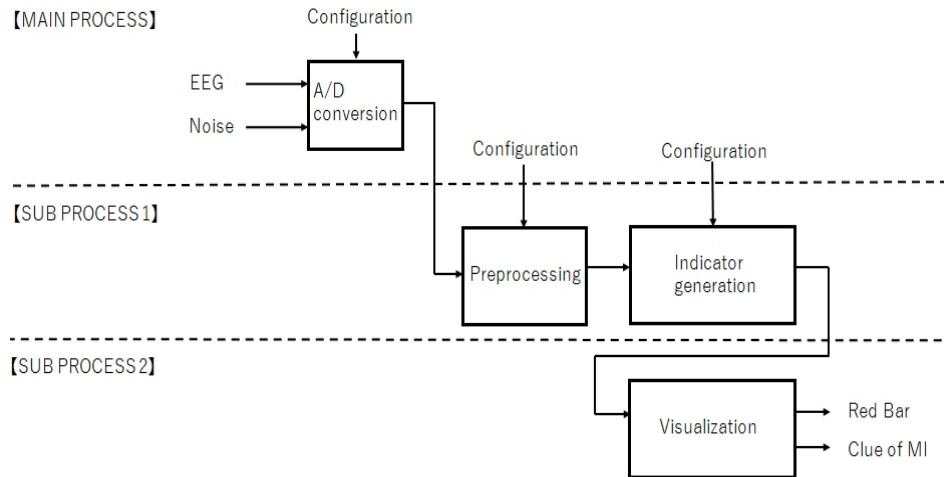 【MAIN PROCESS】
Configuration
EEG
A/D
conversion
Noise
Configuration
Configuration
【SUB PROCESS 1】
Preprocessing
Indicator
generation
【SUB PROCESS 2】
Visualization
Red Bar
Clue of MI